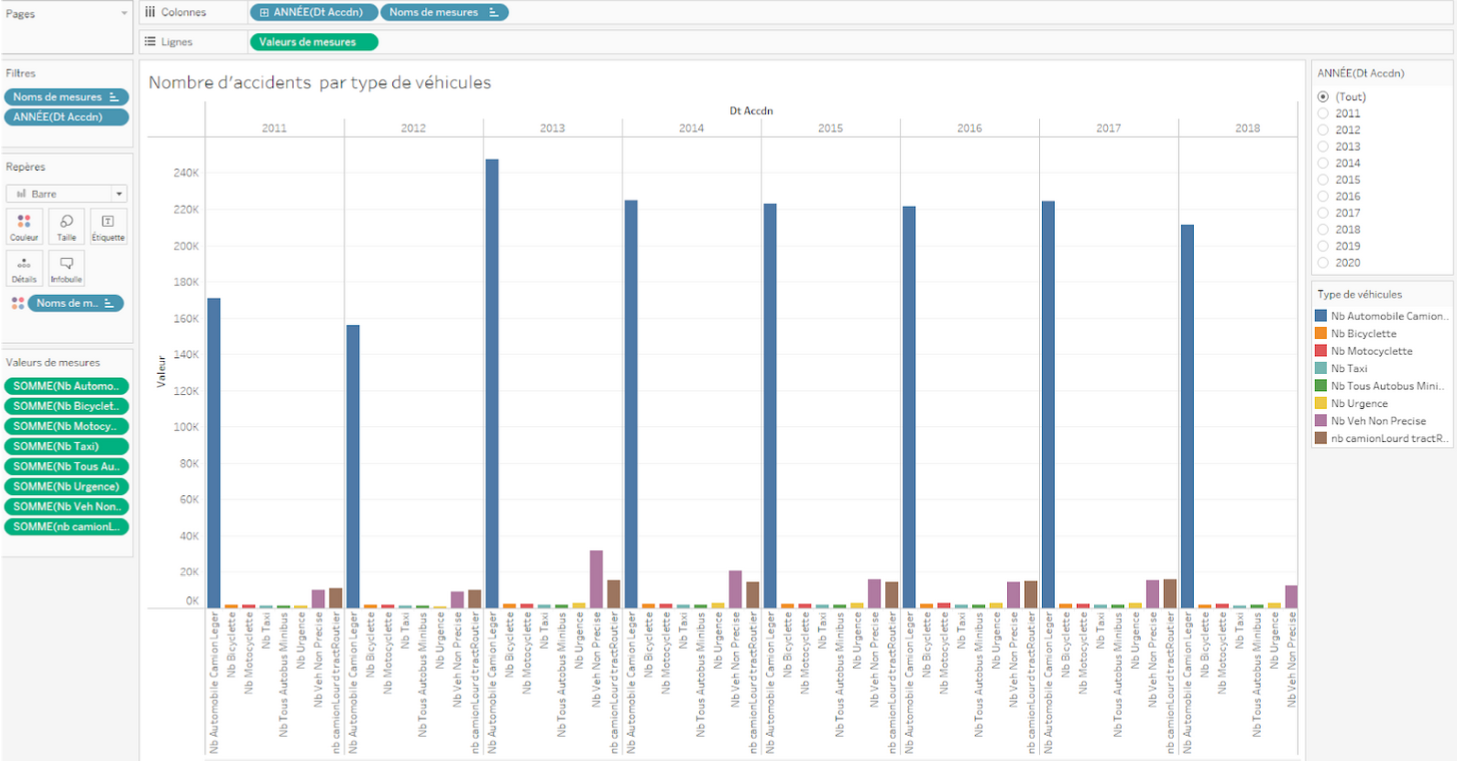 Pages
Colonnes
ANNÉE(Dt Accdn)
Noms de mesures
Lignes
Valeurs de mesures
Filtres
Noms de mesures
ANNÉE(Dt Accdn)
Repères
Barre
Couleur
Taille
Étiquette
Détails
Infobulle
Noms de m..
Valeurs de mesures
SOMME(Nb Automo..
SOMME(Nb Bicyclet..
SOMME(Nb Motocy..
SOMME(Nb Taxi)
SOMME(Nb Tous Au..
SOMME(Nb Urgence)
SOMME(Nb Veh Non..
SOMME(nb camionL..
Nombre d'accidents par type de véhicules
Dt Accdn
2011 2012 2013 2014 2015 2016 2017 2018
Valeur
240K
220K
200K
180K
160K
140K
120K
100K
80K
60K
40K
20K
0K
Nb Automobile Camion Leger
Nb Bicyclette
Nb Motocyclette
Nb Taxi
Nb Tous Autobus Minibus
Nb Urgence
Nb Veh Non Precise
nb camionLourd tractRoutier
Nb Automobile Camion Leger
Nb Bicyclette
Nb Motocyclette
Nb Taxi
Nb Tous Autobus Minibus
Nb Urgence
Nb Veh Non Precise
nb camionLourd tractRoutier
Nb Automobile Camion Leger
Nb Bicyclette
Nb Motocyclette
Nb Taxi
Nb Tous Autobus Minibus
Nb Urgence
Nb Veh Non Precise
nb camionLourd tractRoutier
Nb Automobile Camion Leger
Nb Bicyclette
Nb Motocyclette
Nb Taxi
Nb Tous Autobus Minibus
Nb Urgence
Nb Veh Non Precise
nb camionLourd tractRoutier
Nb Automobile Camion Leger
Nb Bicyclette
Nb Motocyclette
Nb Taxi
Nb Tous Autobus Minibus
Nb Urgence
Nb Veh Non Precise
nb camionLourd tractRoutier
Nb Automobile Camion Leger
Nb Bicyclette
Nb Motocyclette
Nb Taxi
Nb Tous Autobus Minibus
Nb Urgence
Nb Veh Non Precise
nb camionLourd tractRoutier
Nb Automobile Camion Leger
Nb Bicyclette
Nb Motocyclette
Nb Taxi
Nb Tous Autobus Minibus
Nb Urgence
Nb Veh Non Precise
nb camionLourd tractRoutier
Nb Automobile Camion Leger
Nb Bicyclette
Nb Motocyclette
Nb Taxi
Nb Tous Autobus Minibus
Nb Urgence
Nb Veh Non Precise
ANNÉE(Dt Accdn)
(Tout)
2011
2012
2013
2014
2015
2016
2017
2018
2019
2020
Type de véhicules
Nb Automobile Camion..
Nb Bicyclette
Nb Motocyclette
Nb Taxi
Nb Tous Autobus Mini..
Nb Urgence
Nb Veh Non Precise
nb camionLourd tractR..